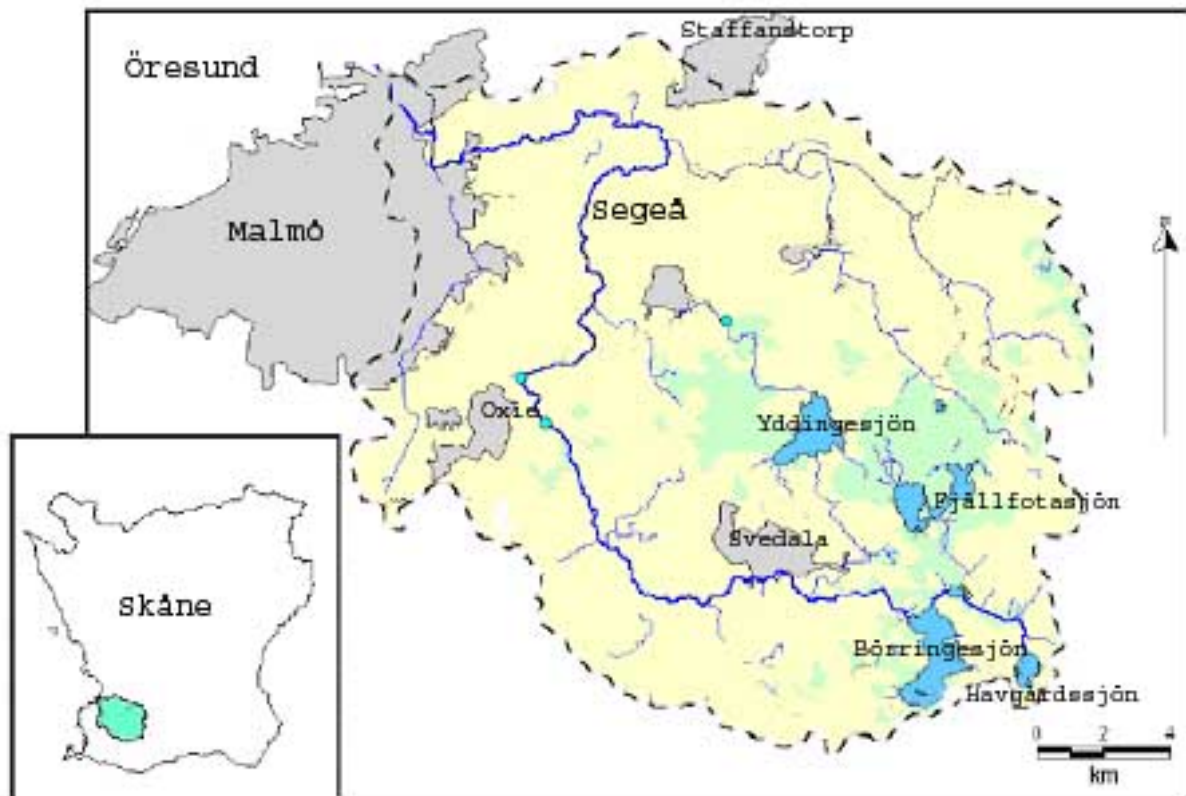 Staffanstorp
Öresund
Malmö
Segeå
Oxie
Yddingesjön
Fjällfotasjön
Svedala
Skåne
Börringesjön
Havgårdssjön
0 2 4
km